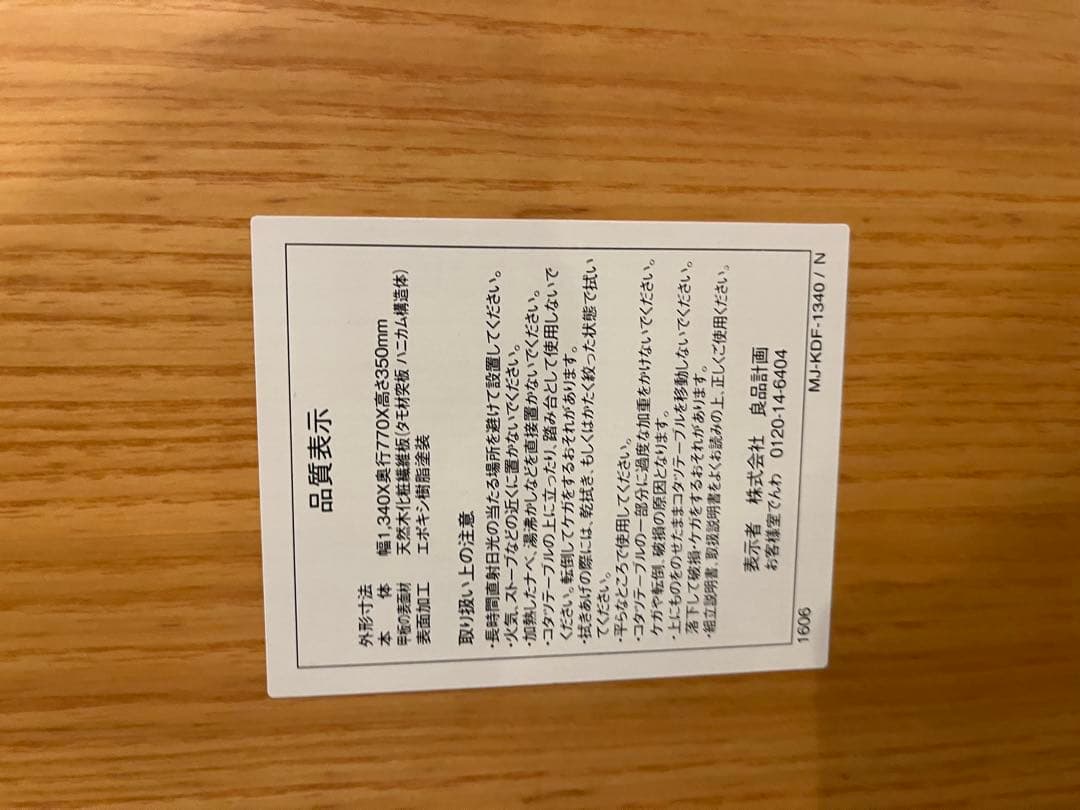 品質表示
外形寸法
本 体 幅1,340X奥行770X高さ350mm
甲板の表面材 天然木化粧繊維板(タモ材突板 ハニカム構造体)
表面加工 エポキシ樹脂塗装
取り扱い上の注意
・長時間直射日光の当たる場所を避けて設置してください。
・火気、ストーブなどの近くに置かないでください。
・加熱したナベ、湯沸かしなどを直接置かないでください。
・コタツテーブルの上に立ったり、踏み台として使用しないで
ください。転倒してケガをするおそれがあります。
・拭きあげの際には、乾拭き、もしくはかたく絞った状態で拭い
てください。
・平らなところで使用してください。
・コタツテーブルの一部分に過度な加重をかけないでください。
ケガや転倒、破損の原因となります。
・上にものをのせたままコタツテーブルを移動しないでください。
落下して破損・ケガをするおそれがあります。
・組立説明書、取扱説明書をよくお読みの上、正しくご使用ください。
表示者 株式会社 良品計画
お客様室でんわ 0120-14-6404
1606 MJ-KDF-1340 / N